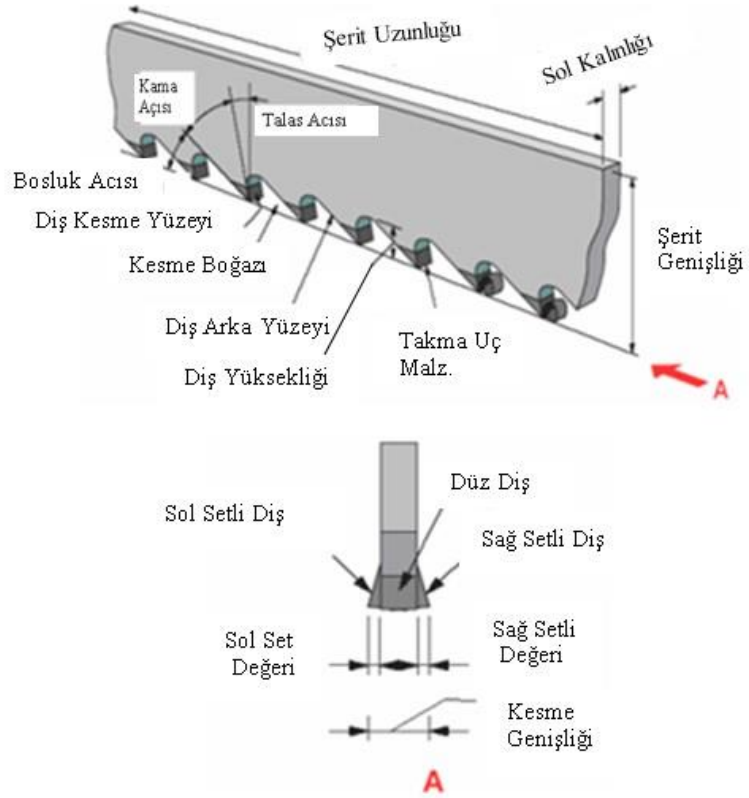 Şerit Uzunluğu
Sol Kalınlığı
Kama
Açısı
Talas Acısı
Bosluk Acısı
Diş Kesme Yüzeyi
Kesme Boğazı
Şerit
Genişliği
Diş Arka Yüzeyi
Takma Uç
Malz.
Diş Yüksekliği
A
Düz Diş
Sol Setli Diş
Sağ Setli Diş
Sol Set
Değeri
Sağ Setli
Değeri
Kesme
Genişliği
A